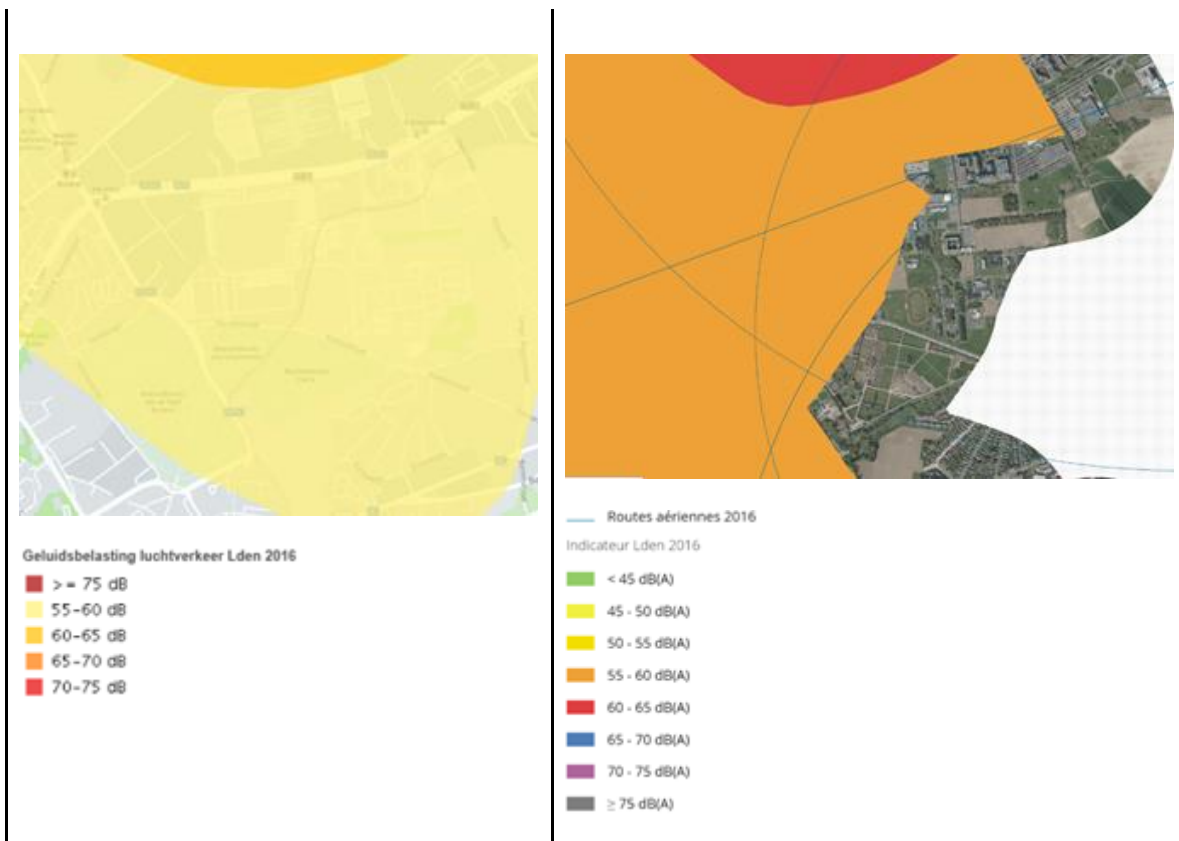 Geluidsbelasting luchtverkeer Lden 2016
>= 75 dB
55-60 dB
60-65 dB
65-70 dB
70-75 dB
Routes aériennes 2016
Indicateur Lden 2016
< 45 dB(A)
45 - 50 dB(A)
50 - 55 dB(A)
55 - 60 dB(A)
60 - 65 dB(A)
65 - 70 dB(A)
70 - 75 dB(A)
≥ 75 dB(A)